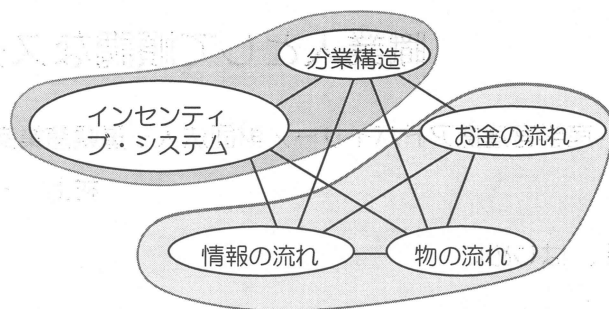 分業構造
インセンティ
ブ・システム
お金の流れ
情報の流れ
物の流れ